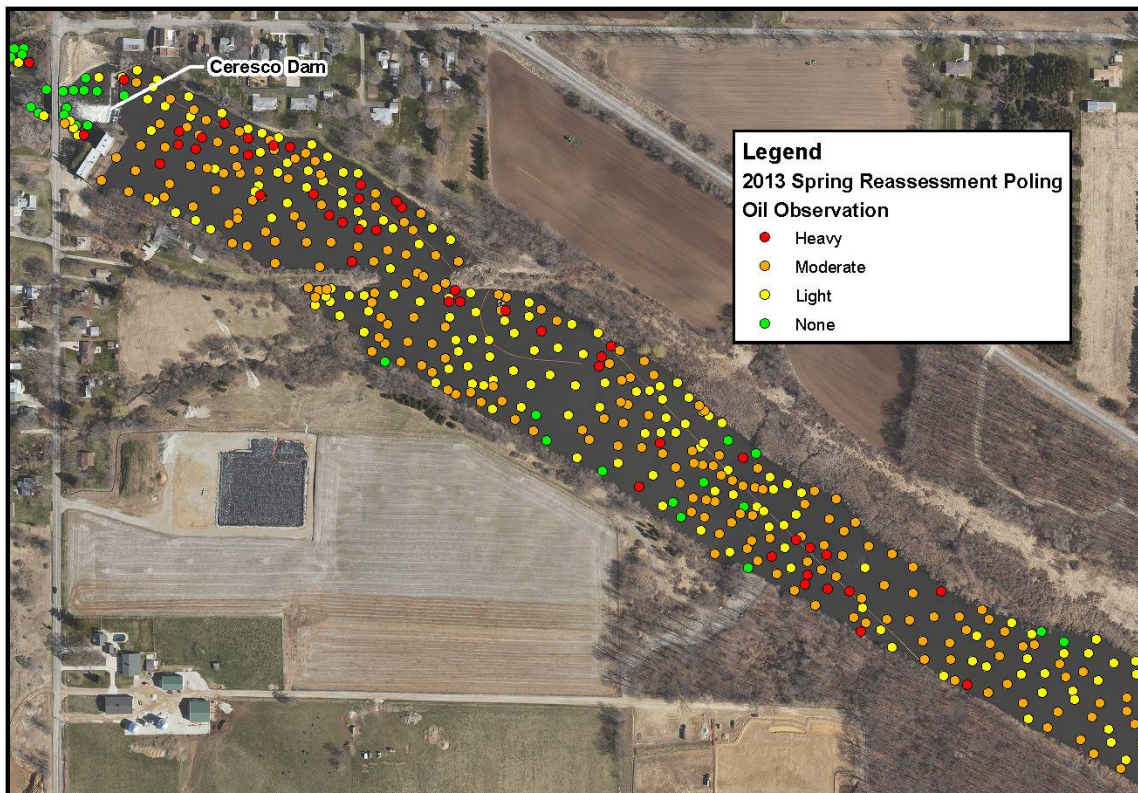 Ceresco Dam
Legend
2013 Spring Reassessment Poling
Oil Observation
Heavy
Moderate
Light
None